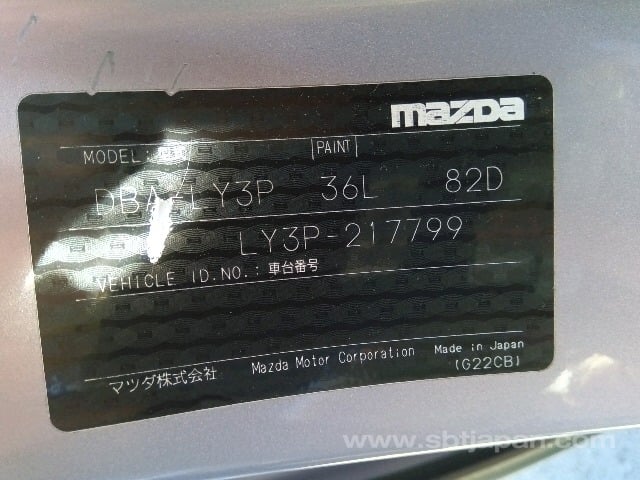 mazda
MODEL: PAINT
DBA-LY3P 36L 82D
LY3P-217799
VEHICLE ID.NO.: 車台番号
マツダ株式会社 Mazda Motor Corporation Made in Japan
(G22CB)
www.sbtjapan.com